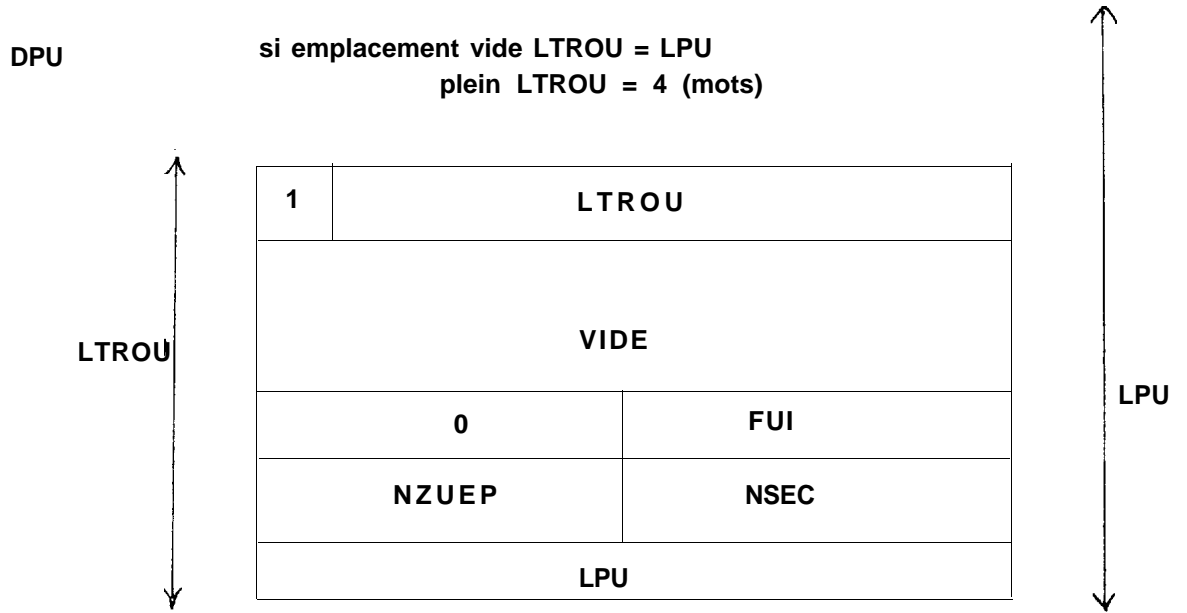 DPU
si emplacement vide LTROU = LPU
plein LTROU = 4 (mots)
1 LTROU
VIDE
LTROU
LPU
0 FUI
NZUEP NSEC
LPU